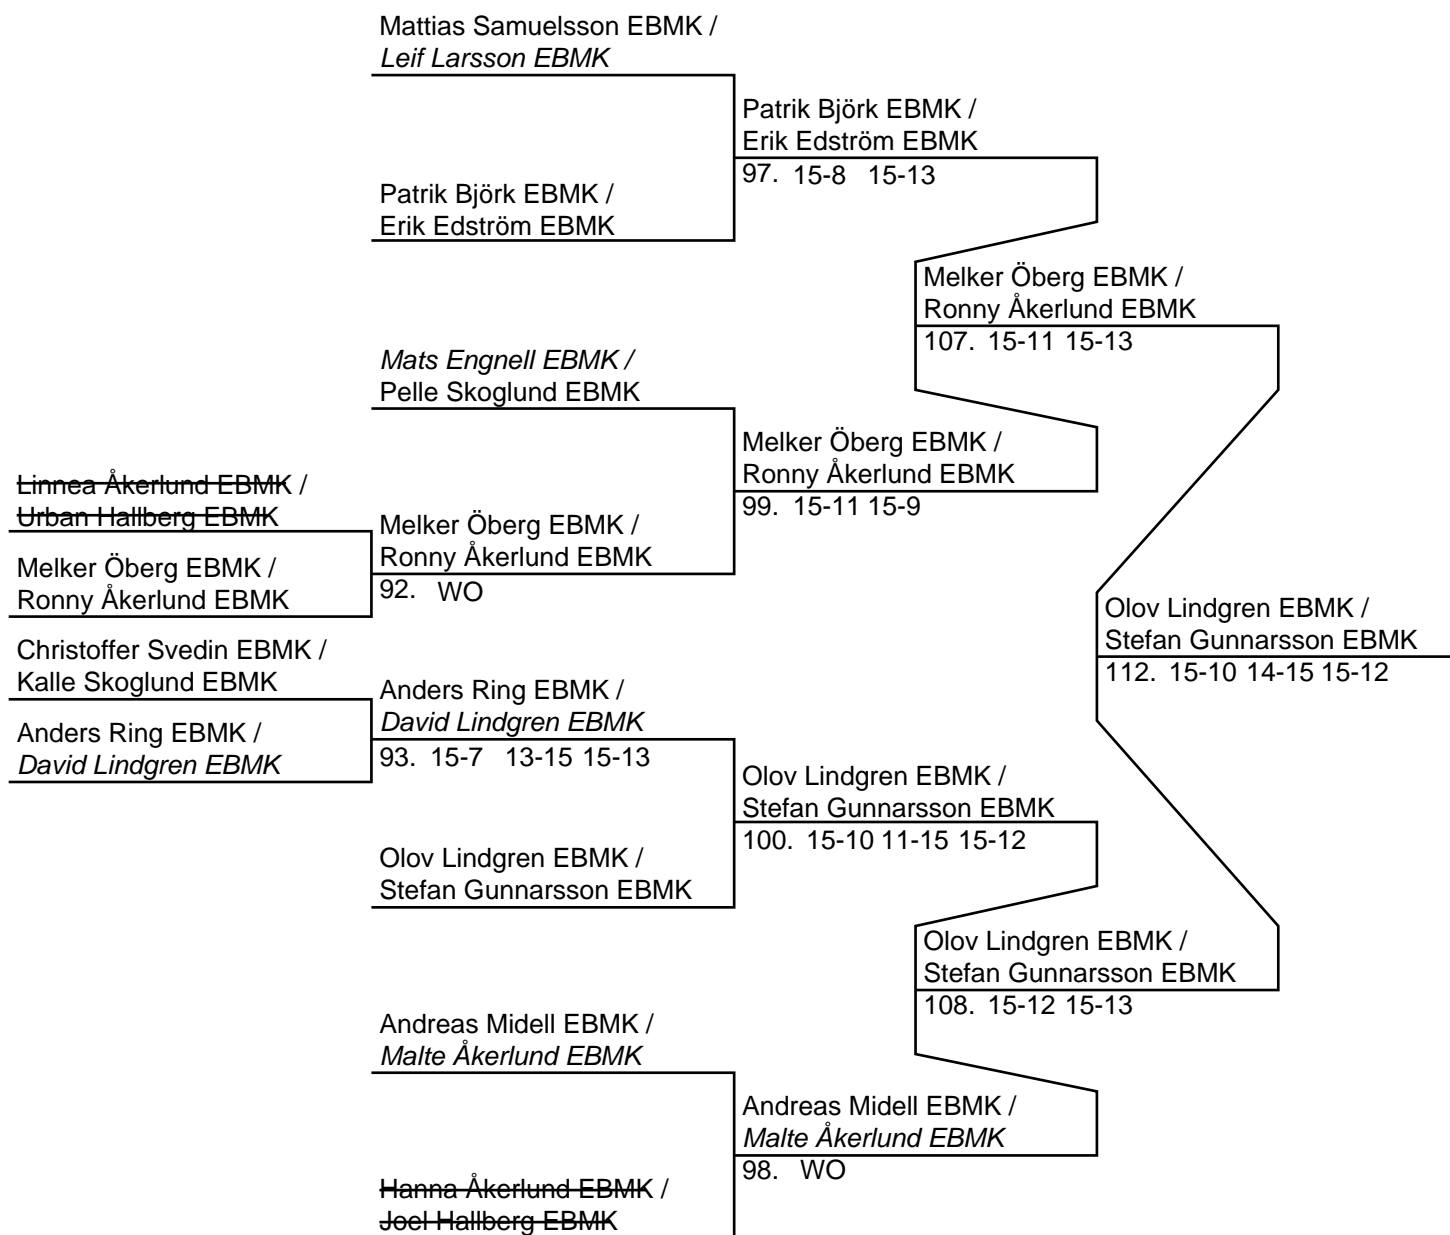 Mattias Samuelsson EBMK /
Leif Larsson EBMK
Patrik Björk EBMK /
Erik Edström EBMK
97. 15-8 15-13
Patrik Björk EBMK /
Erik Edström EBMK
Melker Öberg EBMK /
Ronny Åkerlund EBMK
107. 15-11 15-13
Mats Engnell EBMK /
Pelle Skoglund EBMK
Melker Öberg EBMK /
Ronny Åkerlund EBMK
99. 15-11 15-9
Linnea Åkerlund EBMK /
Urban Hallberg EBMK
Melker Öberg EBMK /
Ronny Åkerlund EBMK
92. WO
Melker Öberg EBMK /
Ronny Åkerlund EBMK
Olov Lindgren EBMK /
Stefan Gunnarsson EBMK
112. 15-10 14-15 15-12
Christoffer Svedin EBMK /
Kalle Skoglund EBMK
Anders Ring EBMK /
David Lindgren EBMK
93. 15-7 13-15 15-13
Anders Ring EBMK /
David Lindgren EBMK
Olov Lindgren EBMK /
Stefan Gunnarsson EBMK
100. 15-10 11-15 15-12
Olov Lindgren EBMK /
Stefan Gunnarsson EBMK
Olov Lindgren EBMK /
Stefan Gunnarsson EBMK
108. 15-12 15-13
Andreas Midell EBMK /
Malte Åkerlund EBMK
Andreas Midell EBMK /
Malte Åkerlund EBMK
98. WO
Hanna Åkerlund EBMK /
Joel Hallberg EBMK